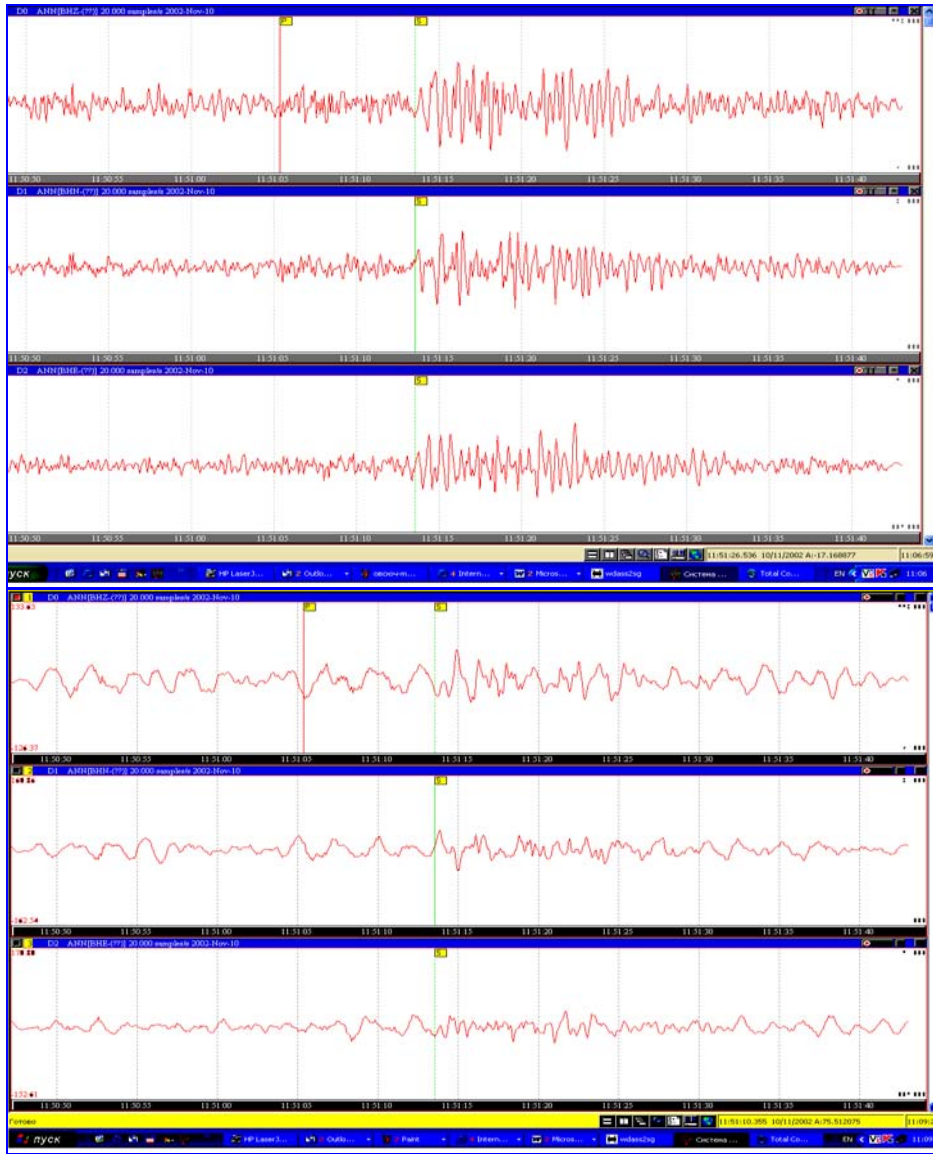 D0 ANN[BHZ-(??)] 20.000 samples/s 2002-Nov-10
P S
11:50:50 11:50:55 11:51:00 11:51:05 11:51:10 11:51:15 11:51:20 11:51:25 11:51:30 11:51:35 11:51:40
D1 ANN[BHN-(??)] 20.000 samples/s 2002-Nov-10
S
11:50:50 11:50:55 11:51:00 11:51:05 11:51:10 11:51:15 11:51:20 11:51:25 11:51:30 11:51:35 11:51:40
D2 ANN[BHE-(??)] 20.000 samples/s 2002-Nov-10
S
11:50:50 11:50:55 11:51:00 11:51:05 11:51:10 11:51:15 11:51:20 11:51:25 11:51:30 11:51:35 11:51:40
11:51:26.536 10/11/2002 A:-17.168877 11:06:59
уск HP LaserJ... 2 Outlo... 4 Intern... 2 Micros... wdass2sg Система ... Total Co... EN 11:06
D0 ANN[BHZ-(??)] 20.000 samples/s 2002-Nov-10
P S
11:50:50 11:50:55 11:51:00 11:51:05 11:51:10 11:51:15 11:51:20 11:51:25 11:51:30 11:51:35 11:51:40
D1 ANN[BHN-(??)] 20.000 samples/s 2002-Nov-10
S
-162.54
11:50:50 11:50:55 11:51:00 11:51:05 11:51:10 11:51:15 11:51:20 11:51:25 11:51:30 11:51:35 11:51:40
D2 ANN[BHE-(??)] 20.000 samples/s 2002-Nov-10
S
11:50:50 11:50:55 11:51:00 11:51:05 11:51:10 11:51:15 11:51:20 11:51:25 11:51:30 11:51:35 11:51:40
Готово 11:51:10.355 10/11/2002 A:75.512075
пуск HP LaserJ... 2 Outlo... 2 Paint 4 Intern... 2 Micros... wdass2sg Система ... Total Co... EN 11:09